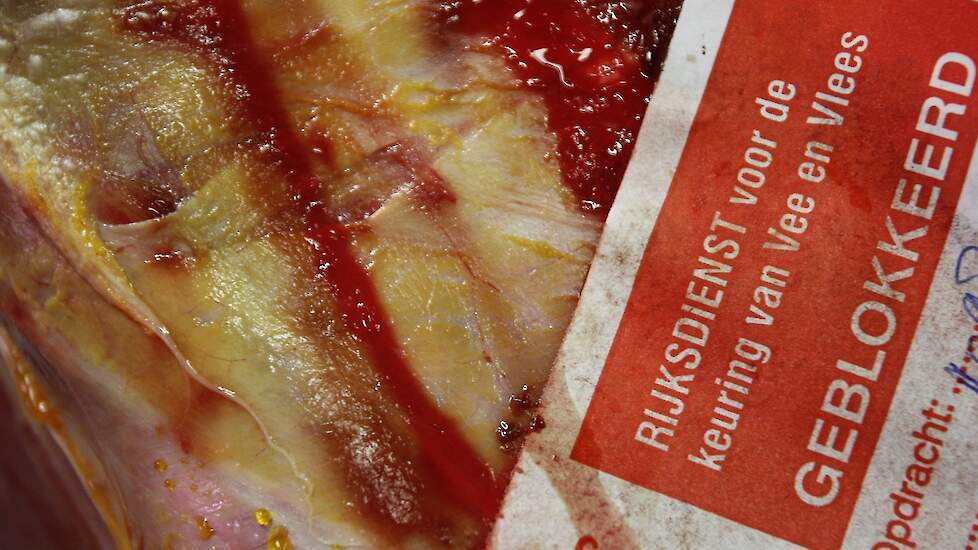 RIJKSDIENST voor de
keuring van Vee en Vlees
GEBLOKKEERD
Opdracht: